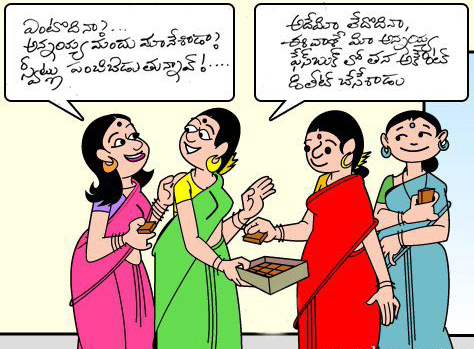 ఏంటొదినా?...
అన్నయ్య మందు మానేశాడా?
స్వీట్లు పంచిబెడుతున్నావ్!....
అదేమీ లేదొదినా,
మీ అన్నయ్య
ఫేస్‌బుక్ లో తన అకౌంట్
డిలీట్ చేసేశాడు